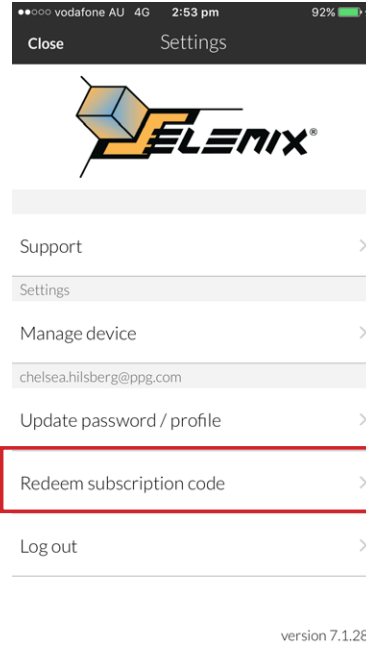 vodafone AU 4G 2:53 pm 92%
Close Settings
SELEMIX®
Support
Settings
Manage device
chelsea.hilsberg@ppg.com
Update password / profile
Redeem subscription code
Log out
version 7.1.28